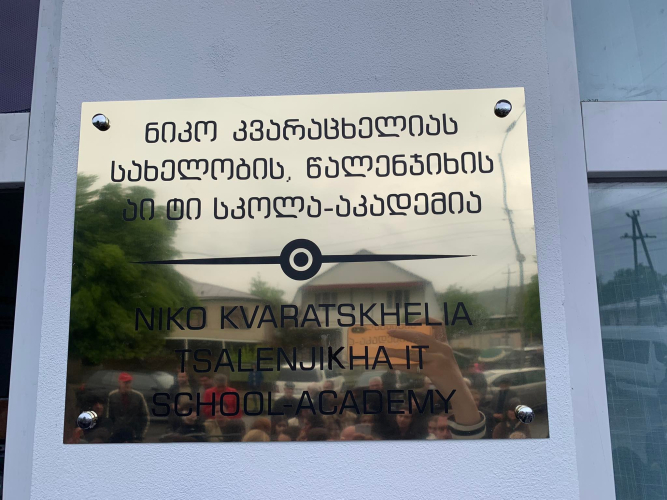 ნიკო კვარაცხელიას
სახელობის, წალენჯიხის
აი ტი სკოლა-აკადემია
NIKO KVARATSKHELIA
TSALENJIKHA IT
SCHOOL-ACADEMY